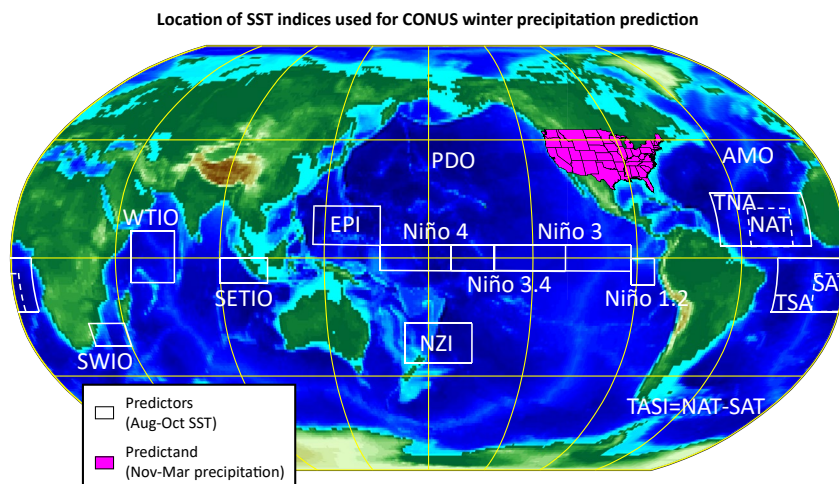 Location of SST indices used for CONUS winter precipitation prediction
PDO
AMO
TNA
NAT
WTIO
EPI
Niño 4
Niño 3
SETIO
Niño 3.4
Niño 1.2
SAT
TSA
SWIO
NZI
TASI=NAT-SAT
Predictors
(Aug-Oct SST)
Predictand
(Nov-Mar precipitation)